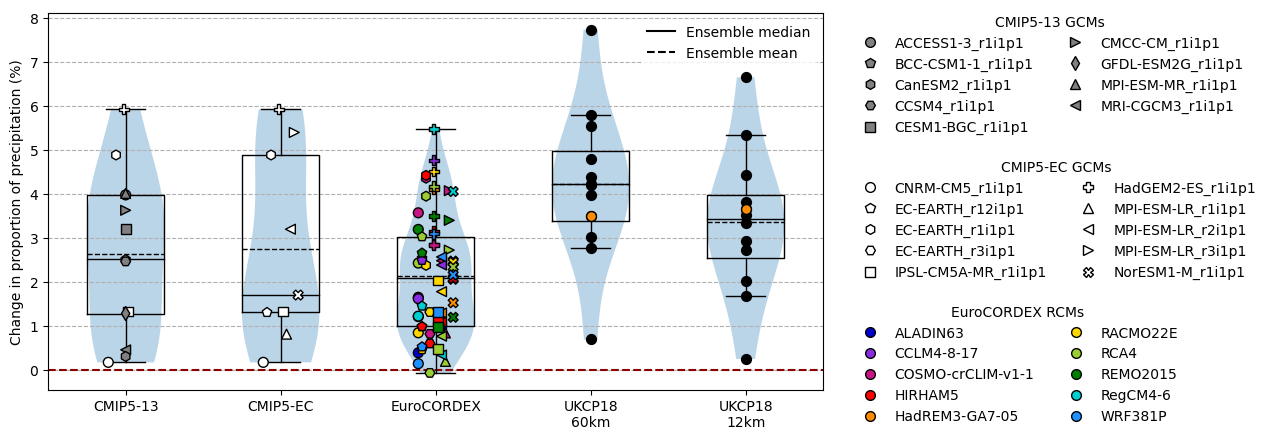 Change in proportion of precipitation (%)
8
7
6
5
4
3
2
1
0
Ensemble median
Ensemble mean
CMIP5-13
CMIP5-EC
EuroCORDEX
UKCP18
60km
UKCP18
12km
CMIP5-13 GCMs
ACCESS1-3_r1i1p1
BCC-CSM1-1_r1i1p1
CanESM2_r1i1p1
CCSM4_r1i1p1
CESM1-BGC_r1i1p1
CMCC-CM_r1i1p1
GFDL-ESM2G_r1i1p1
MPI-ESM-MR_r1i1p1
MRI-CGCM3_r1i1p1
CMIP5-EC GCMs
CNRM-CM5_r1i1p1
EC-EARTH_r12i1p1
EC-EARTH_r1i1p1
EC-EARTH_r3i1p1
IPSL-CM5A-MR_r1i1p1
HadGEM2-ES_r1i1p1
MPI-ESM-LR_r1i1p1
MPI-ESM-LR_r2i1p1
MPI-ESM-LR_r3i1p1
NorESM1-M_r1i1p1
EuroCORDEX RCMs
ALADIN63
CCLM4-8-17
COSMO-crCLIM-v1-1
HIRHAM5
HadREM3-GA7-05
RACMO22E
RCA4
REMO2015
RegCM4-6
WRF381P